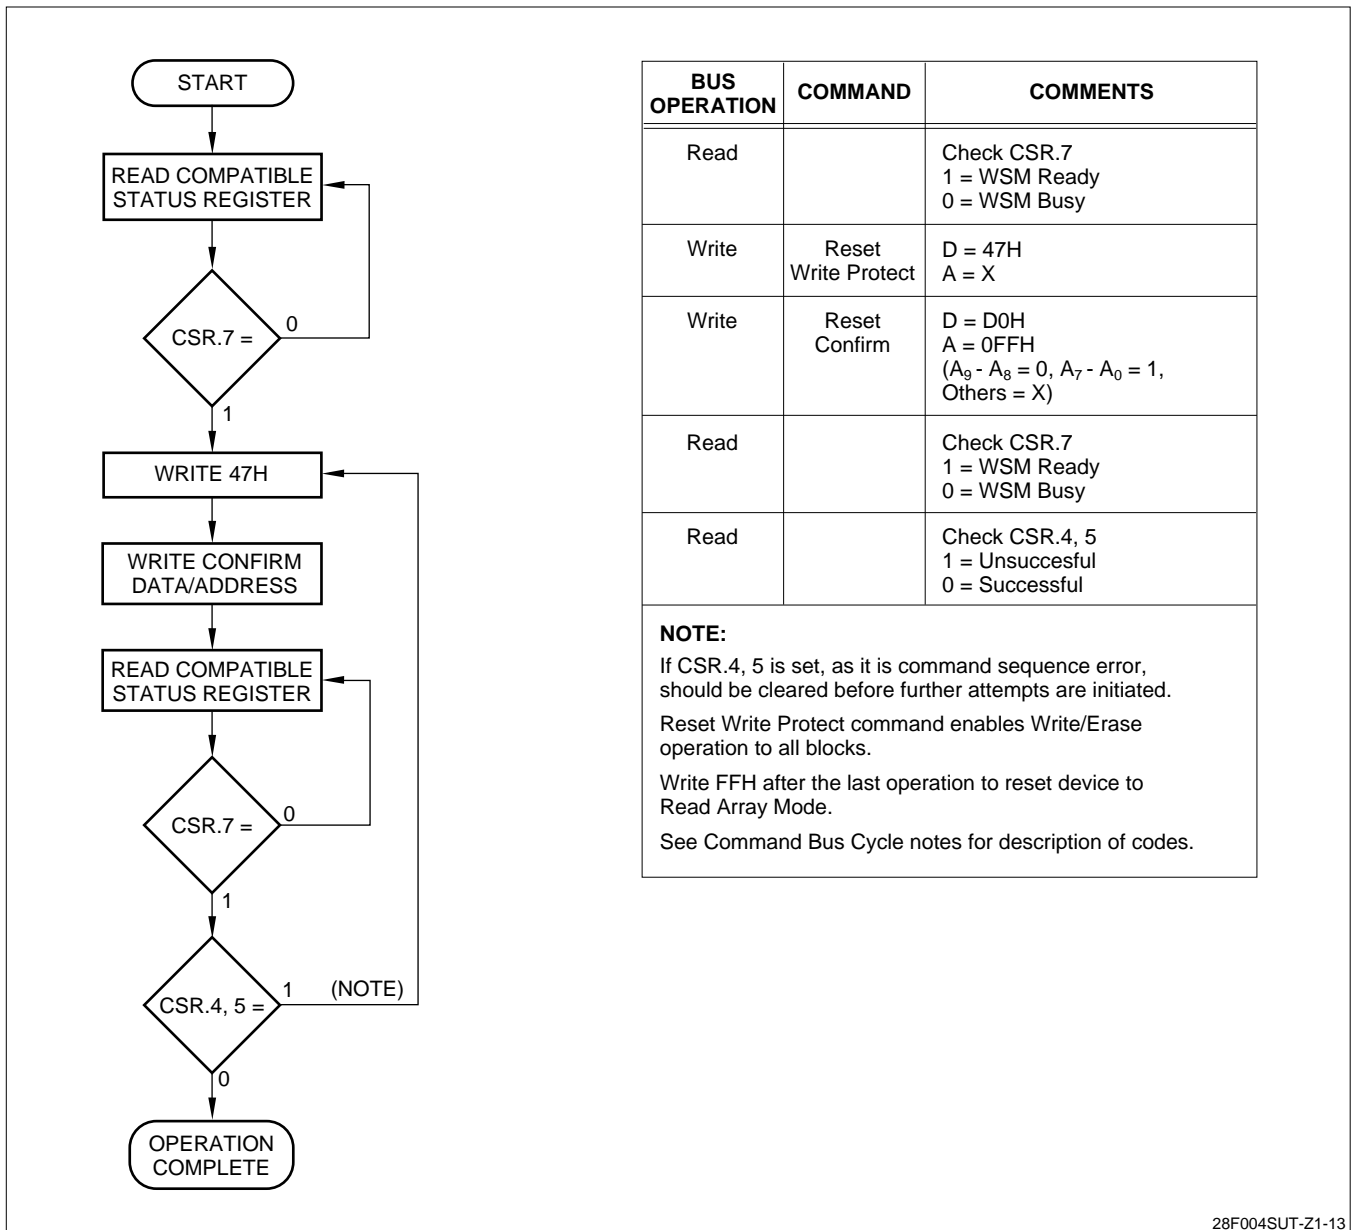 START
READ COMPATIBLE
STATUS REGISTER
CSR.7 =
0
1
WRITE 47H
WRITE CONFIRM
DATA/ADDRESS
READ COMPATIBLE
STATUS REGISTER
CSR.7 =
0
1
CSR.4, 5 =
1
(NOTE)
0
OPERATION
COMPLETE
BUS
OPERATION
COMMAND
COMMENTS
Read
Check CSR.7
1 = WSM Ready
0 = WSM Busy
Write
Reset
Write Protect
D = 47H
A = X
Write
Reset
Confirm
D = D0H
A = 0FFH
(A9 - A8 = 0, A7 - A0 = 1,
Others = X)
Read
Check CSR.7
1 = WSM Ready
0 = WSM Busy
Read
Check CSR.4, 5
1 = Unsuccesful
0 = Successful
NOTE:
If CSR.4, 5 is set, as it is command sequence error,
should be cleared before further attempts are initiated.
Reset Write Protect command enables Write/Erase
operation to all blocks.
Write FFH after the last operation to reset device to
Read Array Mode.
See Command Bus Cycle notes for description of codes.
28F004SUT-Z1-13